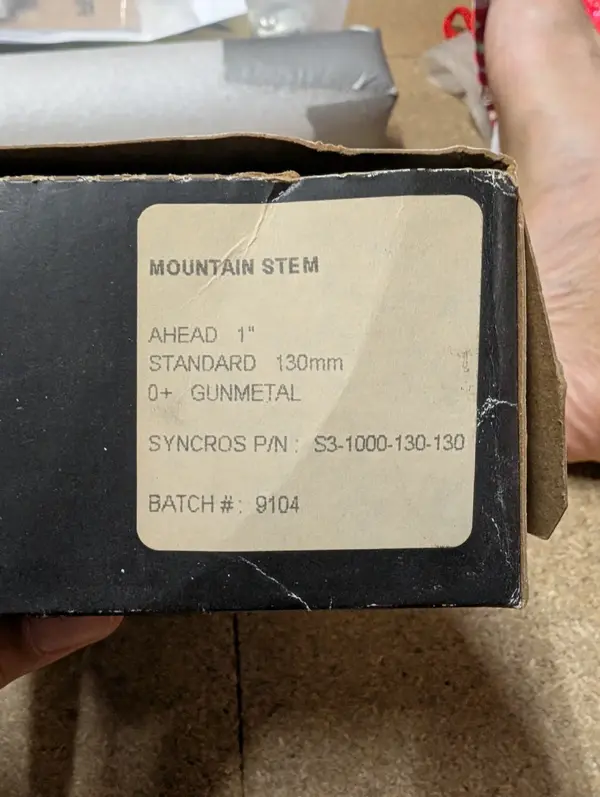 MOUNTAIN STEM
AHEAD 1"
STANDARD 130mm
0+ GUNMETAL
SYNCROS P/N: S3-1000-130-130
BATCH #: 9104